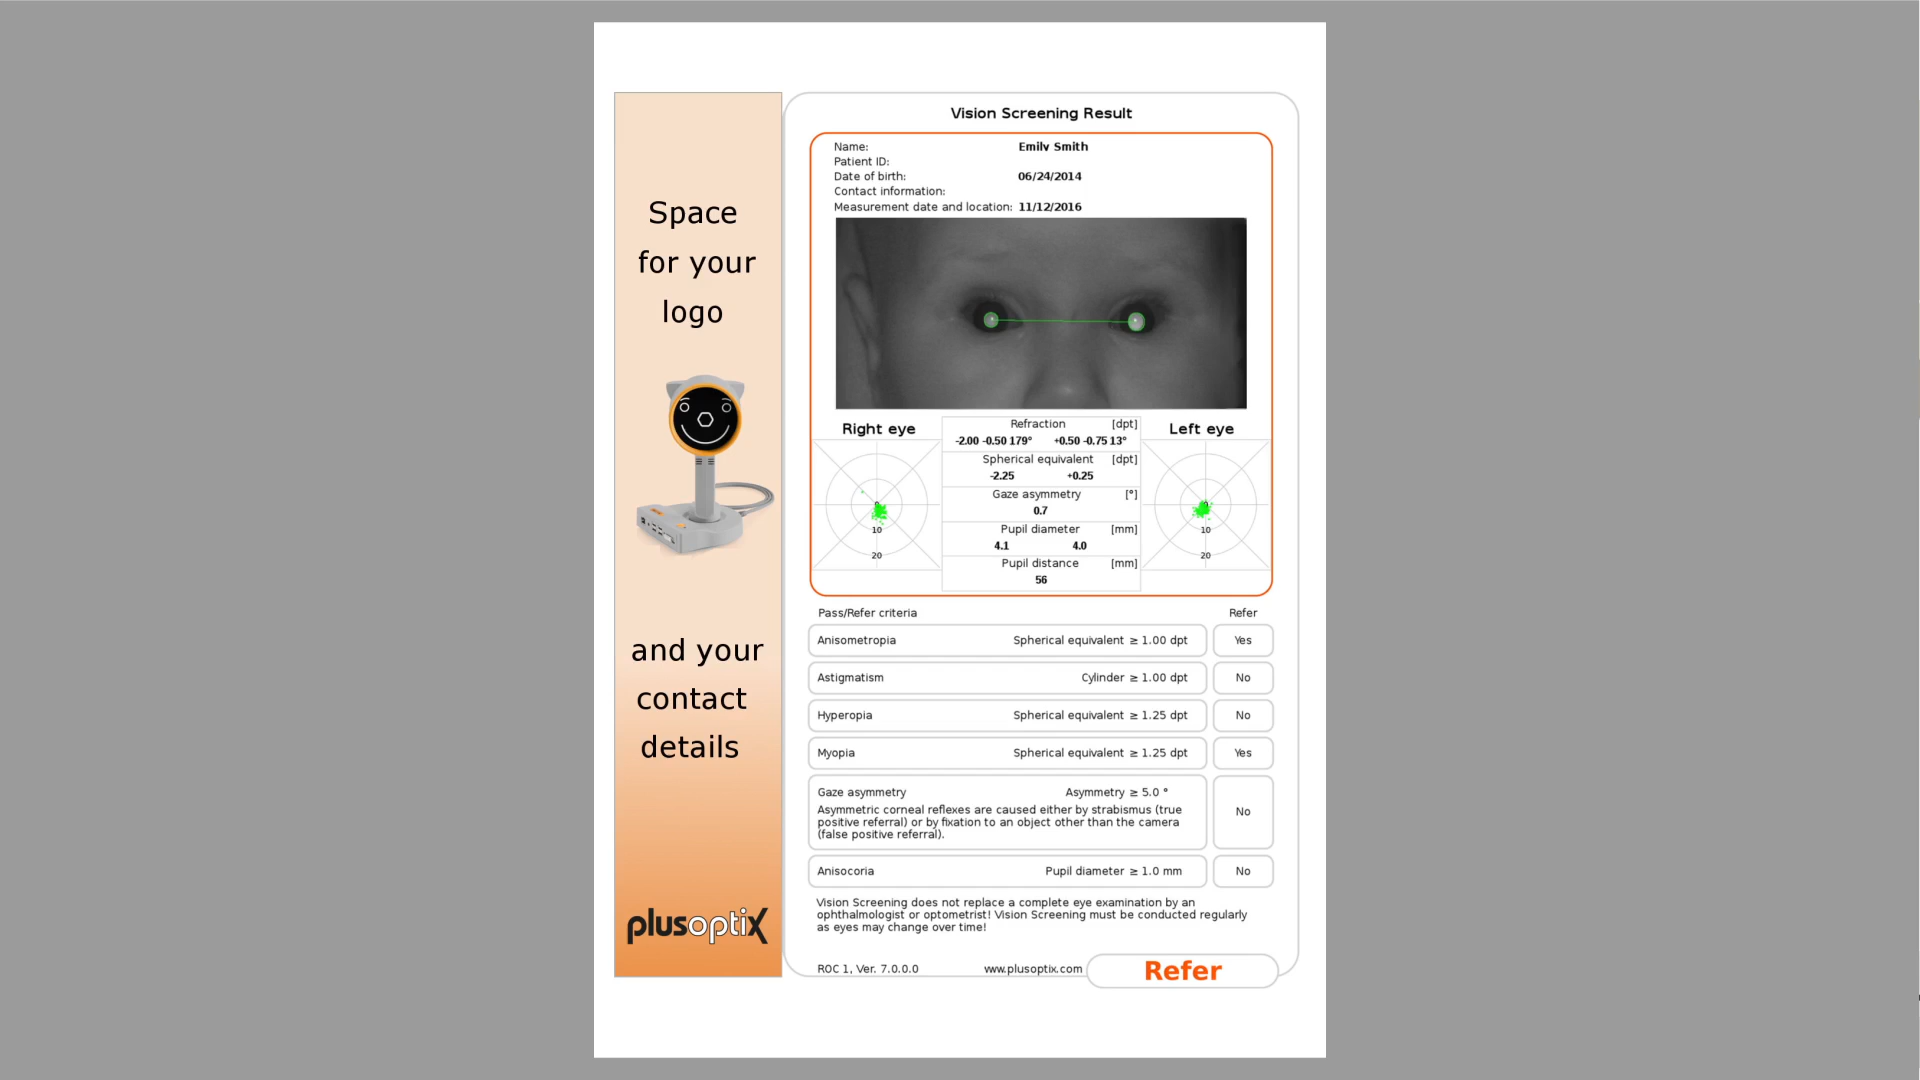 Space
for your
logo
and your
contact
details
plusoptix
Vision Screening Result
Name: Emily Smith
Patient ID:
Date of birth: 06/24/2014
Contact information:
Measurement date and location: 11/12/2016
Right eye
0
10
20
Refraction [dpt]
-2.00 -0.50 179° +0.50 -0.75 13°
Spherical equivalent [dpt]
-2.25 +0.25
Gaze asymmetry [°]
0.7
Pupil diameter [mm]
4.1 4.0
Pupil distance [mm]
56
Left eye
0
10
20
Pass/Refer criteria Refer
Anisometropia Spherical equivalent ≥ 1.00 dpt Yes
Astigmatism Cylinder ≥ 1.00 dpt No
Hyperopia Spherical equivalent ≥ 1.25 dpt No
Myopia Spherical equivalent ≥ 1.25 dpt Yes
Gaze asymmetry Asymmetry ≥ 5.0 °
Asymmetric corneal reflexes are caused either by strabismus (true
positive referral) or by fixation to an object other than the camera
(false positive referral).
No
Anisocoria Pupil diameter ≥ 1.0 mm No
Vision Screening does not replace a complete eye examination by an
ophthalmologist or optometrist! Vision Screening must be conducted regularly
as eyes may change over time!
ROC 1, Ver. 7.0.0.0 www.plusoptix.com Refer